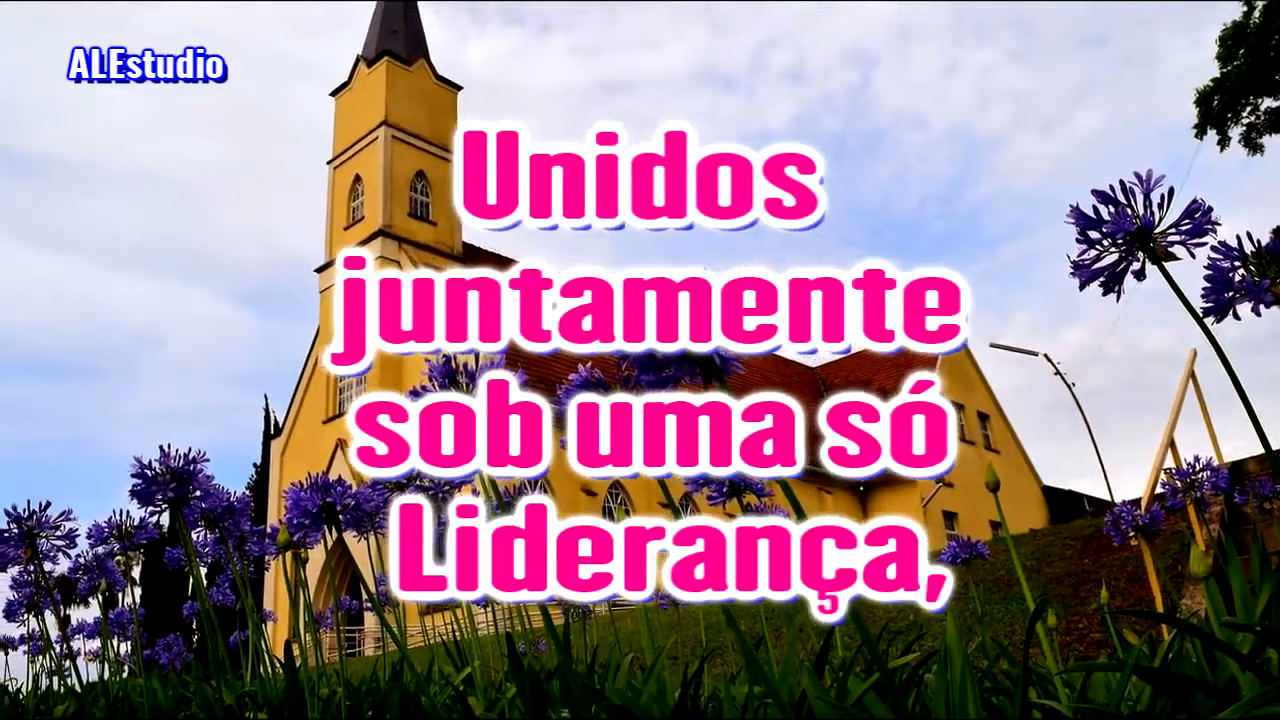 ALEstudio
Unidos
juntamente
sob uma só
Liderança,